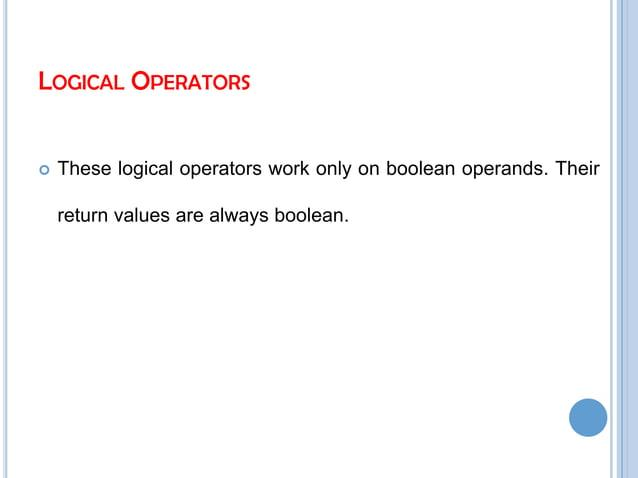 LOGICAL OPERATORS
These logical operators work only on boolean operands. Their
return values are always boolean.